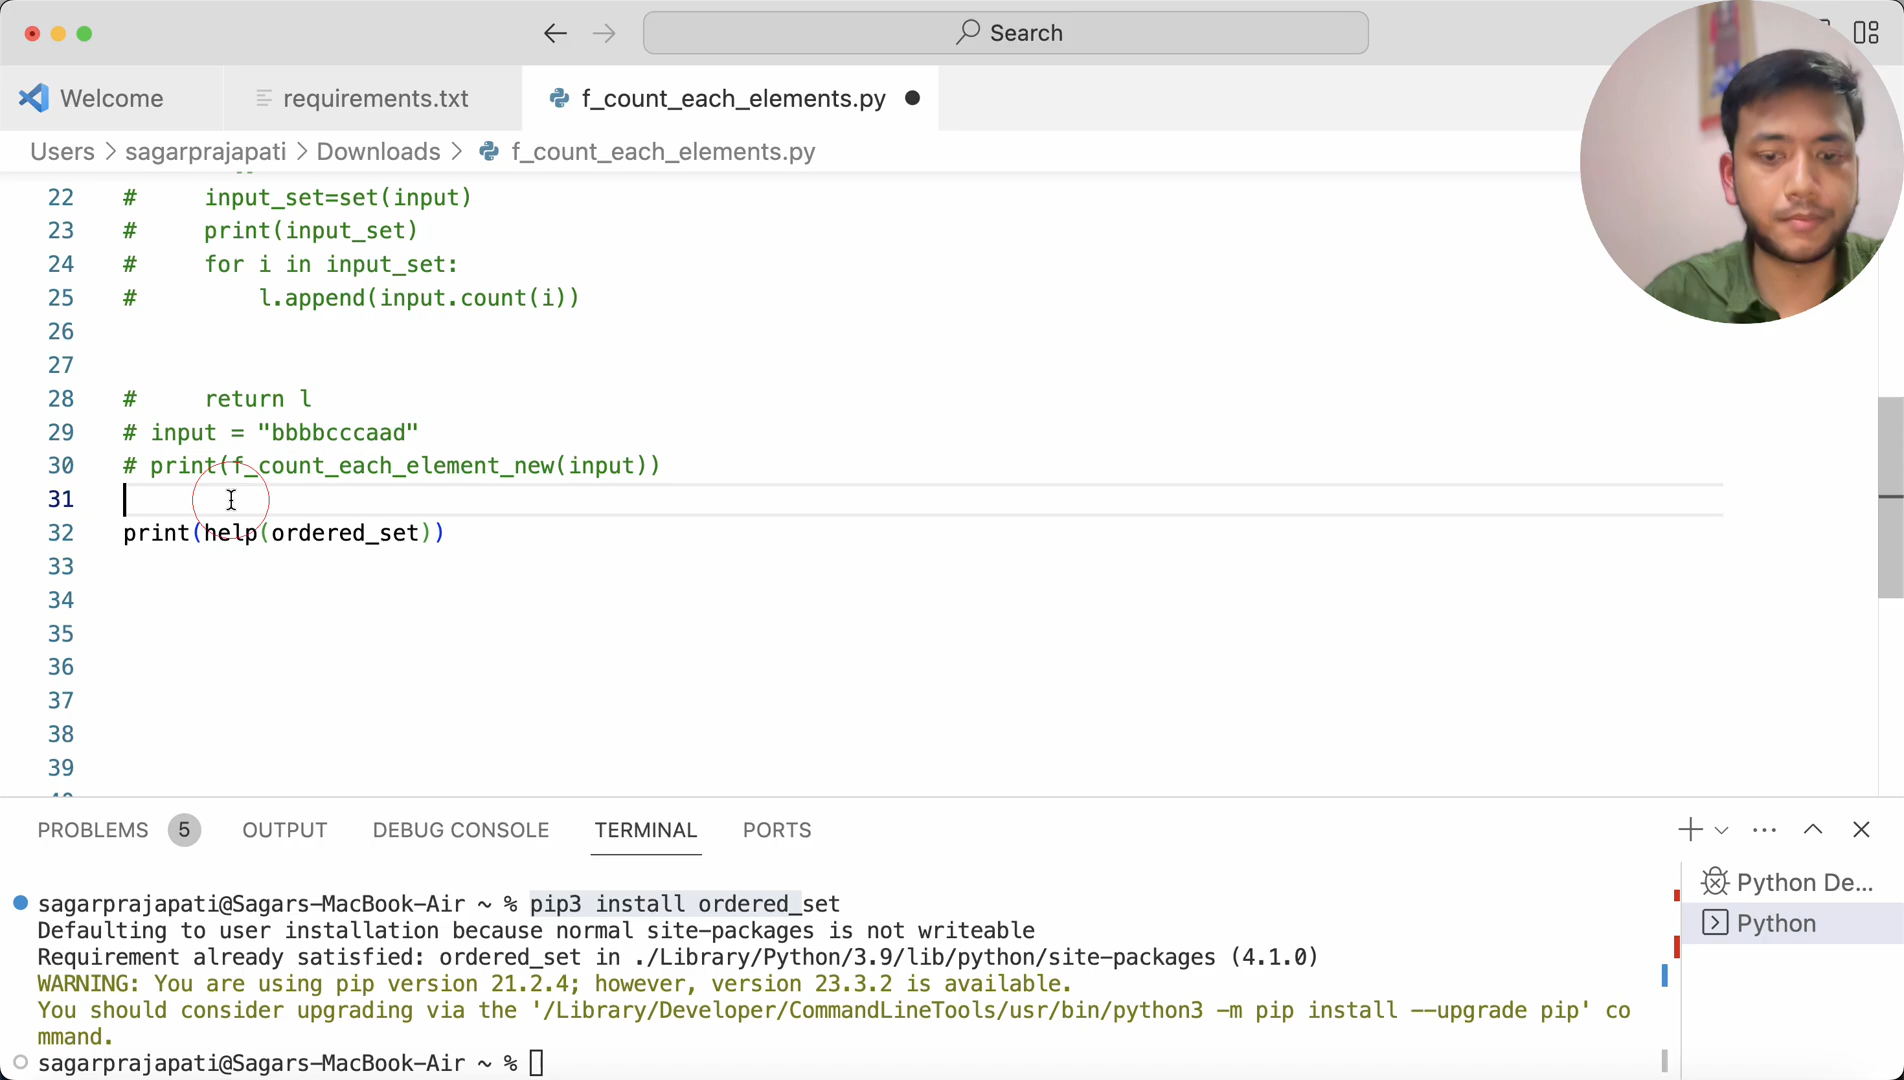 Search
Welcome
requirements.txt
f_count_each_elements.py
Users > sagarprajapati > Downloads > f_count_each_elements.py
22 #     input_set=set(input)
23 #     print(input_set)
24 #     for i in input_set:
25 #         l.append(input.count(i))
26
27
28 #     return l
29 # input = "bbbbcccaad"
30 # print(f_count_each_element_new(input))
31
32 print(help(ordered_set))
33
34
35
36
37
38
39
PROBLEMS 5 OUTPUT DEBUG CONSOLE TERMINAL PORTS
sagarprajapati@Sagars-MacBook-Air ~ % pip3 install ordered_set
Defaulting to user installation because normal site-packages is not writeable
Requirement already satisfied: ordered_set in ./Library/Python/3.9/lib/python/site-packages (4.1.0)
WARNING: You are using pip version 21.2.4; however, version 23.3.2 is available.
You should consider upgrading via the '/Library/Developer/CommandLineTools/usr/bin/python3 -m pip install --upgrade pip' co
mmand.
sagarprajapati@Sagars-MacBook-Air ~ %
Python De...
Python